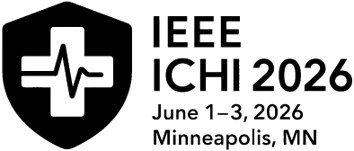 IEEE
ICHI 2026
June 1–3, 2026
Minneapolis, MN